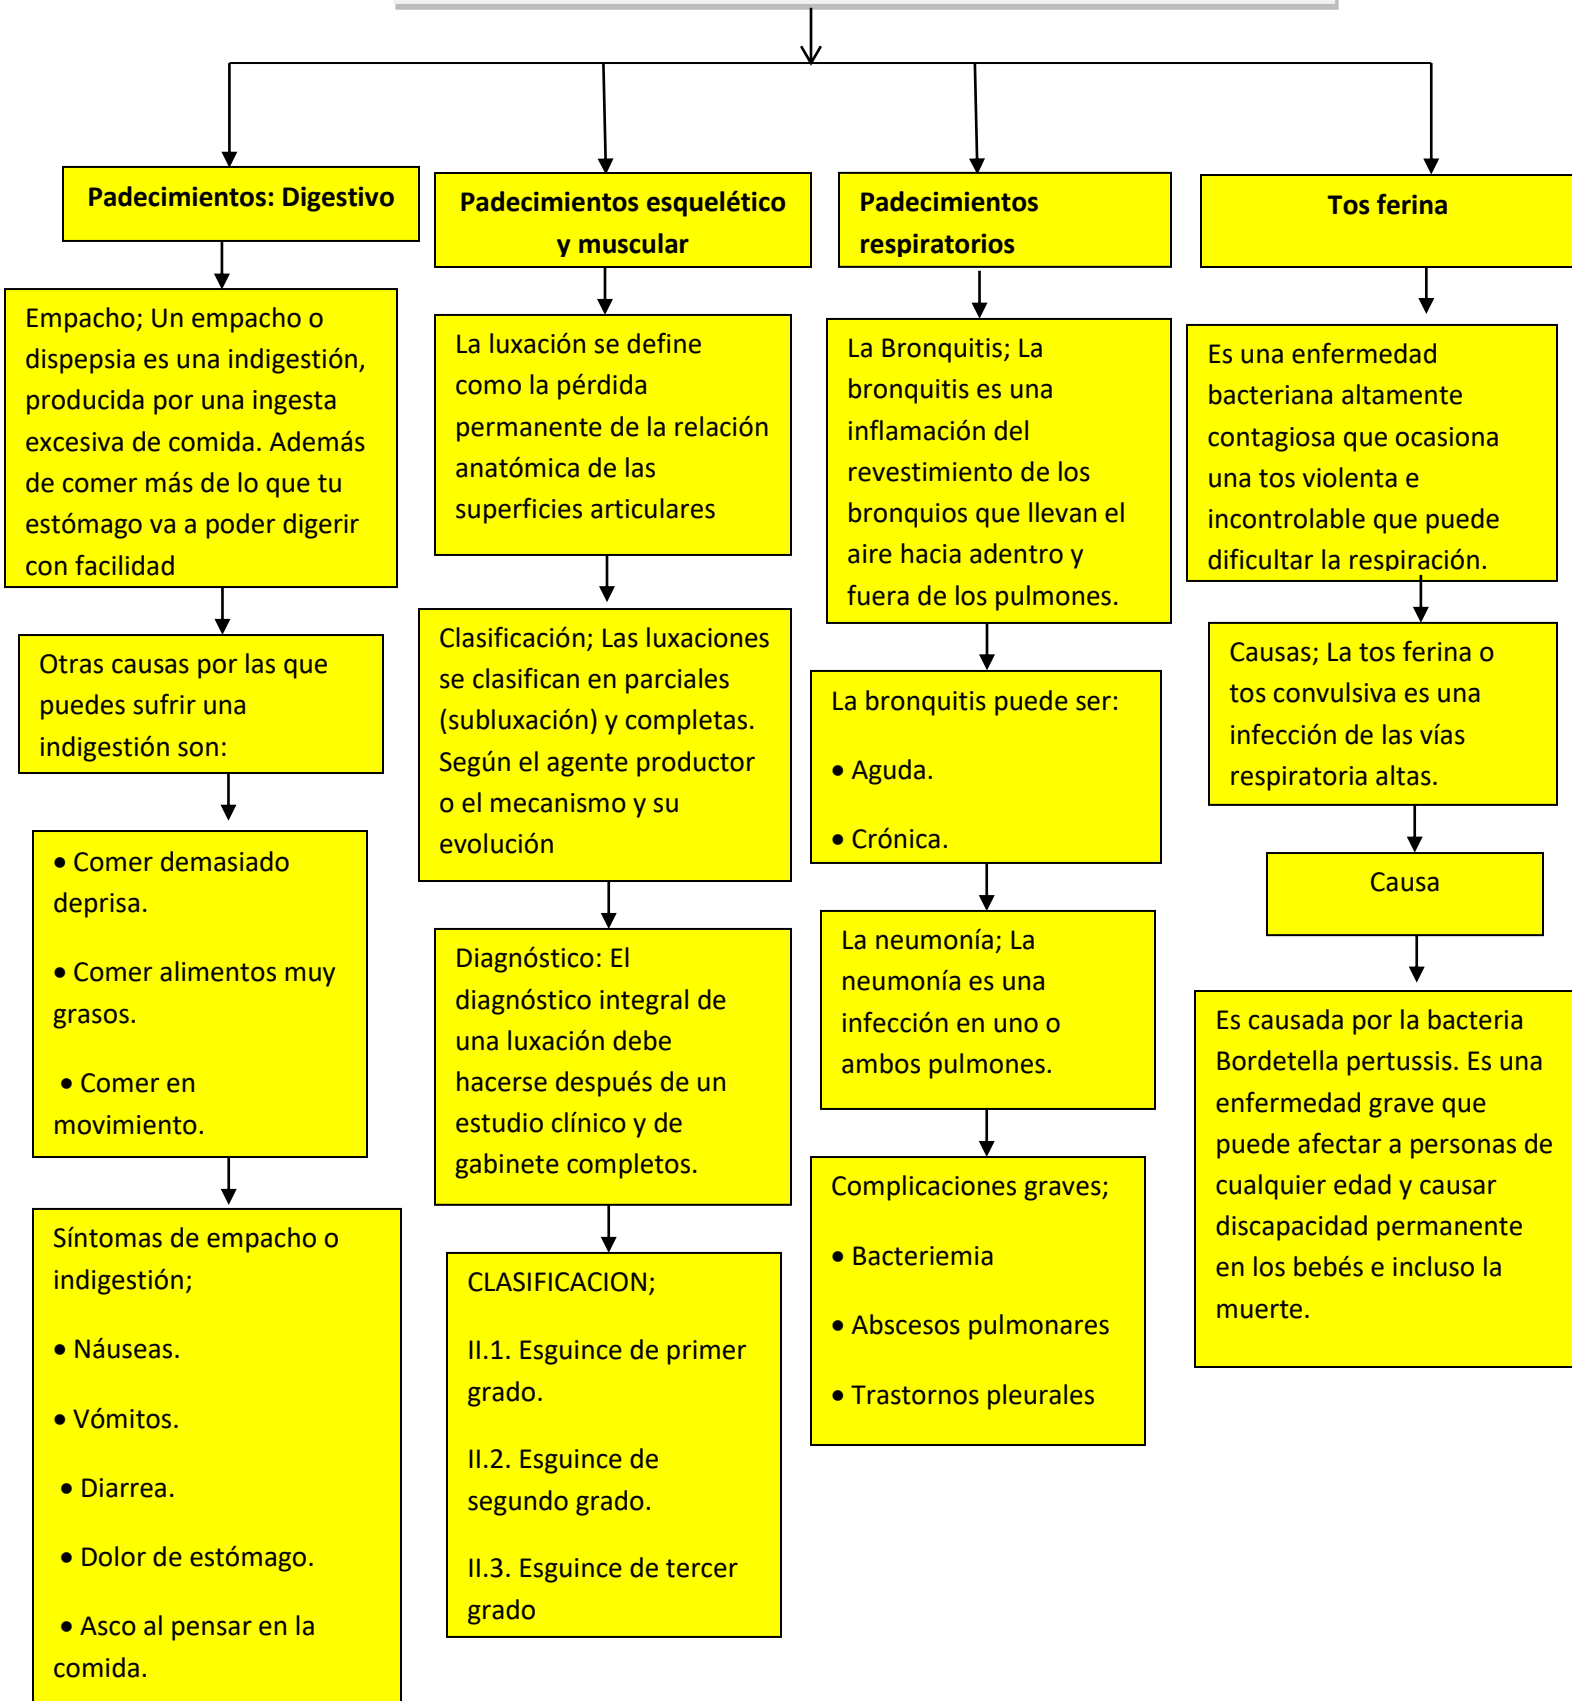 Padecimientos: Digestivo
Empacho; Un empacho o
dispepsia es una indigestión,
producida por una ingesta
excesiva de comida. Además
de comer más de lo que tu
estómago va a poder digerir
con facilidad
Otras causas por las que
puedes sufrir una
indigestión son:
• Comer demasiado
deprisa.
• Comer alimentos muy
grasos.
• Comer en
movimiento.
Síntomas de empacho o
indigestión;
• Náuseas.
• Vómitos.
• Diarrea.
• Dolor de estómago.
• Asco al pensar en la
comida.
Padecimientos esquelético
y muscular
La luxación se define
como la pérdida
permanente de la relación
anatómica de las
superficies articulares
Clasificación; Las luxaciones
se clasifican en parciales
(subluxación) y completas.
Según el agente productor
o el mecanismo y su
evolución
Diagnóstico: El
diagnóstico integral de
una luxación debe
hacerse después de un
estudio clínico y de
gabinete completos.
CLASIFICACION;
II.1. Esguince de primer
grado.
II.2. Esguince de
segundo grado.
II.3. Esguince de tercer
grado
Padecimientos
respiratorios
La Bronquitis; La
bronquitis es una
inflamación del
revestimiento de los
bronquios que llevan el
aire hacia adentro y
fuera de los pulmones.
La bronquitis puede ser:
• Aguda.
• Crónica.
La neumonía; La
neumonía es una
infección en uno o
ambos pulmones.
Complicaciones graves;
• Bacteriemia
• Abscesos pulmonares
• Trastornos pleurales
Tos ferina
Es una enfermedad
bacteriana altamente
contagiosa que ocasiona
una tos violenta e
incontrolable que puede
dificultar la respiración.
Causas; La tos ferina o
tos convulsiva es una
infección de las vías
respiratoria altas.
Causa
Es causada por la bacteria
Bordetella pertussis. Es una
enfermedad grave que
puede afectar a personas de
cualquier edad y causar
discapacidad permanente
en los bebés e incluso la
muerte.